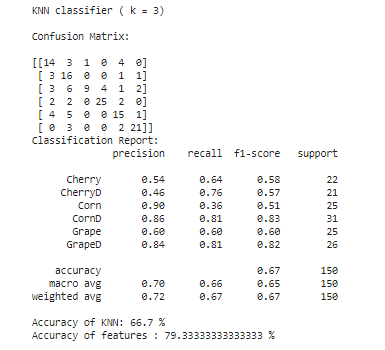 KNN classifier ( k = 3)
Confusion Matrix:
[[14 3 1 0 4 0]
[ 3 16 0 0 1 1]
[ 3 6 9 4 1 2]
[ 2 2 0 25 2 0]
[ 4 5 0 0 15 1]
[ 0 3 0 0 2 21]]
Classification Report:
precision recall f1-score support
Cherry 0.54 0.64 0.58 22
CherryD 0.46 0.76 0.57 21
Corn 0.90 0.36 0.51 25
CornD 0.86 0.81 0.83 31
Grape 0.60 0.60 0.60 25
GrapeD 0.84 0.81 0.82 26
accuracy 0.67 150
macro avg 0.70 0.66 0.65 150
weighted avg 0.72 0.67 0.67 150
Accuracy of KNN: 66.7 %
Accuracy of features : 79.33333333333333 %